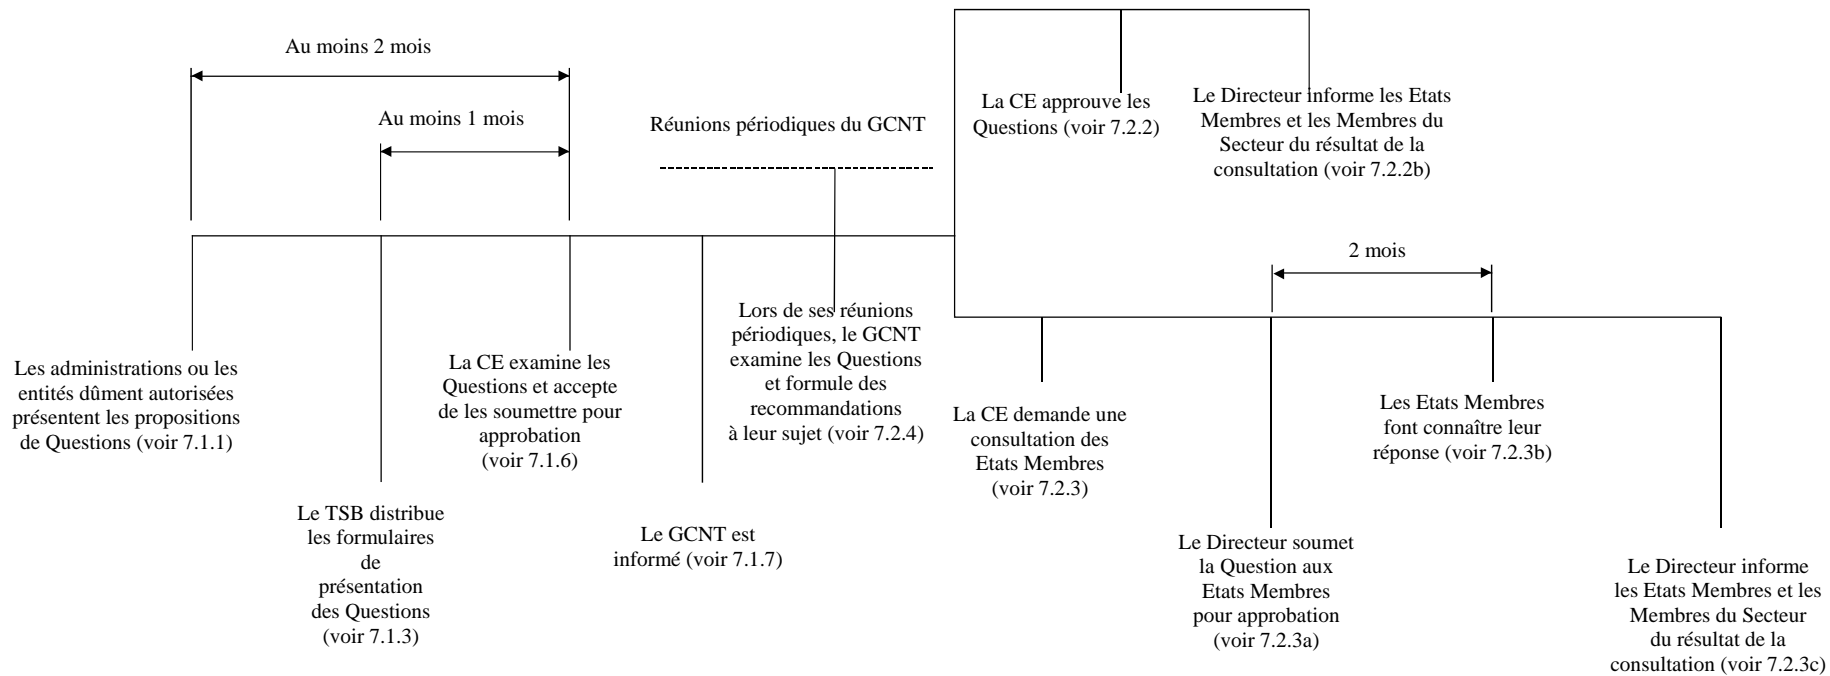 Au moins 2 mois
Au moins 1 mois
Réunions périodiques du GCNT
La CE approuve les
Questions (voir 7.2.2)
Le Directeur informe les Etats
Membres et les Membres du
Secteur du résultat de la
consultation (voir 7.2.2b)
2 mois
Les administrations ou les
entités dûment autorisées
présentent les propositions
de Questions (voir 7.1.1)
Le TSB distribue
les formulaires
de
présentation
des Questions
(voir 7.1.3)
La CE examine les
Questions et accepte
de les soumettre pour
approbation
(voir 7.1.6)
Le GCNT est
informé (voir 7.1.7)
Lors de ses réunions
périodiques, le GCNT
examine les Questions
et formule des
recommandations
à leur sujet (voir 7.2.4)
La CE demande une
consultation des
Etats Membres
(voir 7.2.3)
Le Directeur soumet
la Question aux
Etats Membres
pour approbation
(voir 7.2.3a)
Les Etats Membres
font connaître leur
réponse (voir 7.2.3b)
Le Directeur informe
les Etats Membres et les
Membres du Secteur
du résultat de la
consultation (voir 7.2.3c)